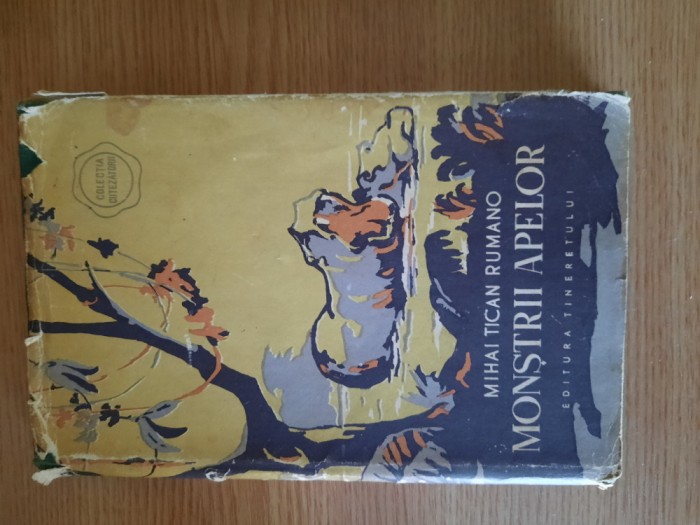 COLECȚIA
CUTEZĂTORII
MIHAI TICAN RUMANO
MONȘTRII APELOR
EDITURA TINERETULUI